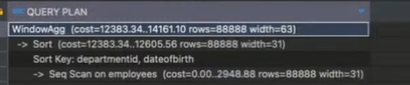 QUERY PLAN
WindowAgg (cost=12383.34..14161.10 rows=88888 width=63)
-> Sort (cost=12383.34..12605.56 rows=88888 width=31)
Sort Key: departmentid, dateofbirth
-> Seq Scan on employees (cost=0.00..2948.88 rows=88888 width=31)